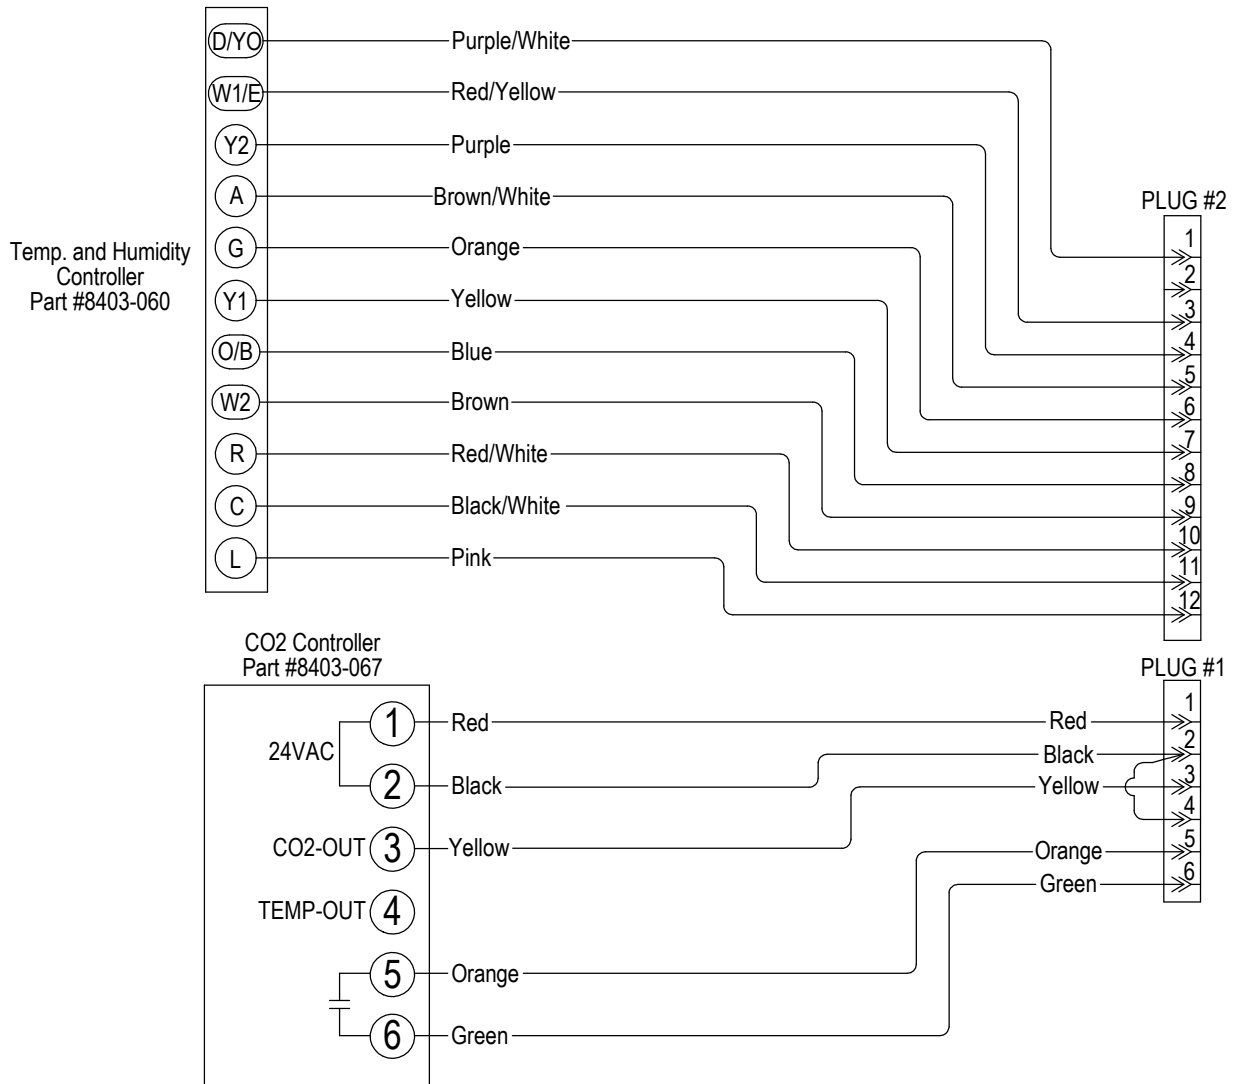 D/YO Purple/White
W1/E Red/Yellow
Y2 Purple
A Brown/White
G Orange
Y1 Yellow
O/B Blue
W2 Brown
R Red/White
C Black/White
L Pink
Temp. and Humidity
Controller
Part #8403-060
PLUG #2
1
2
3
4
5
6
7
8
9
10
11
12
CO2 Controller
Part #8403-067
24VAC
1 Red
2 Black
CO2-OUT 3 Yellow
TEMP-OUT 4
5 Orange
6 Green
PLUG #1
Red 1
Black 2
Yellow 3
4
Orange 5
Green 6